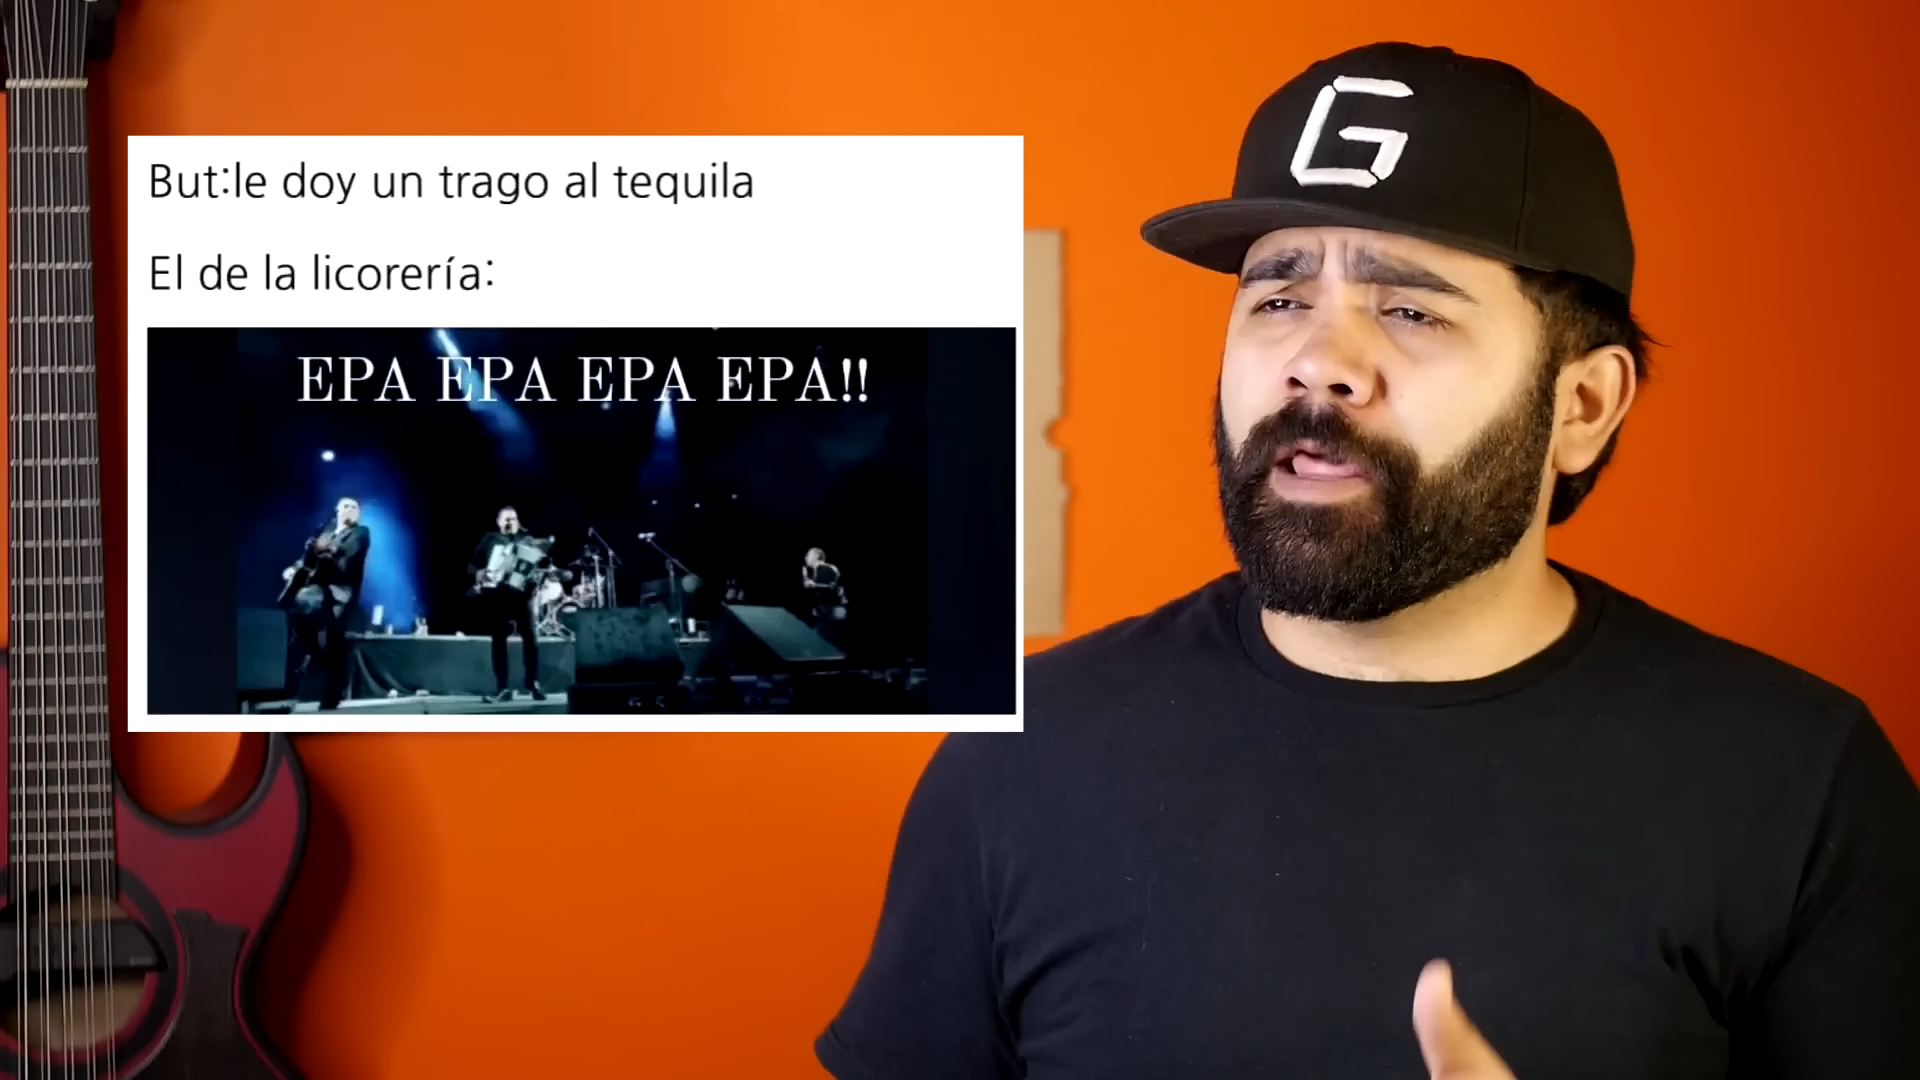 But:le doy un trago al tequila
El de la licorería:
EPA EPA EPA EPA!!
G